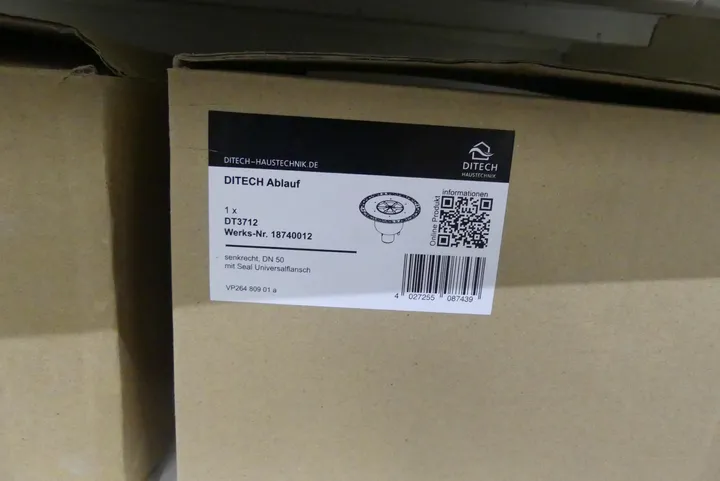 DITECH-HAUSTECHNIK.DE
DITECH
HAUSTECHNIK
DITECH Ablauf
1 x
DT3712
Werks-Nr. 18740012
senkrecht, DN 50
mit Seal Universalflansch
VP264 809 01 a
Online Produkt
informationen
4 027255 087439